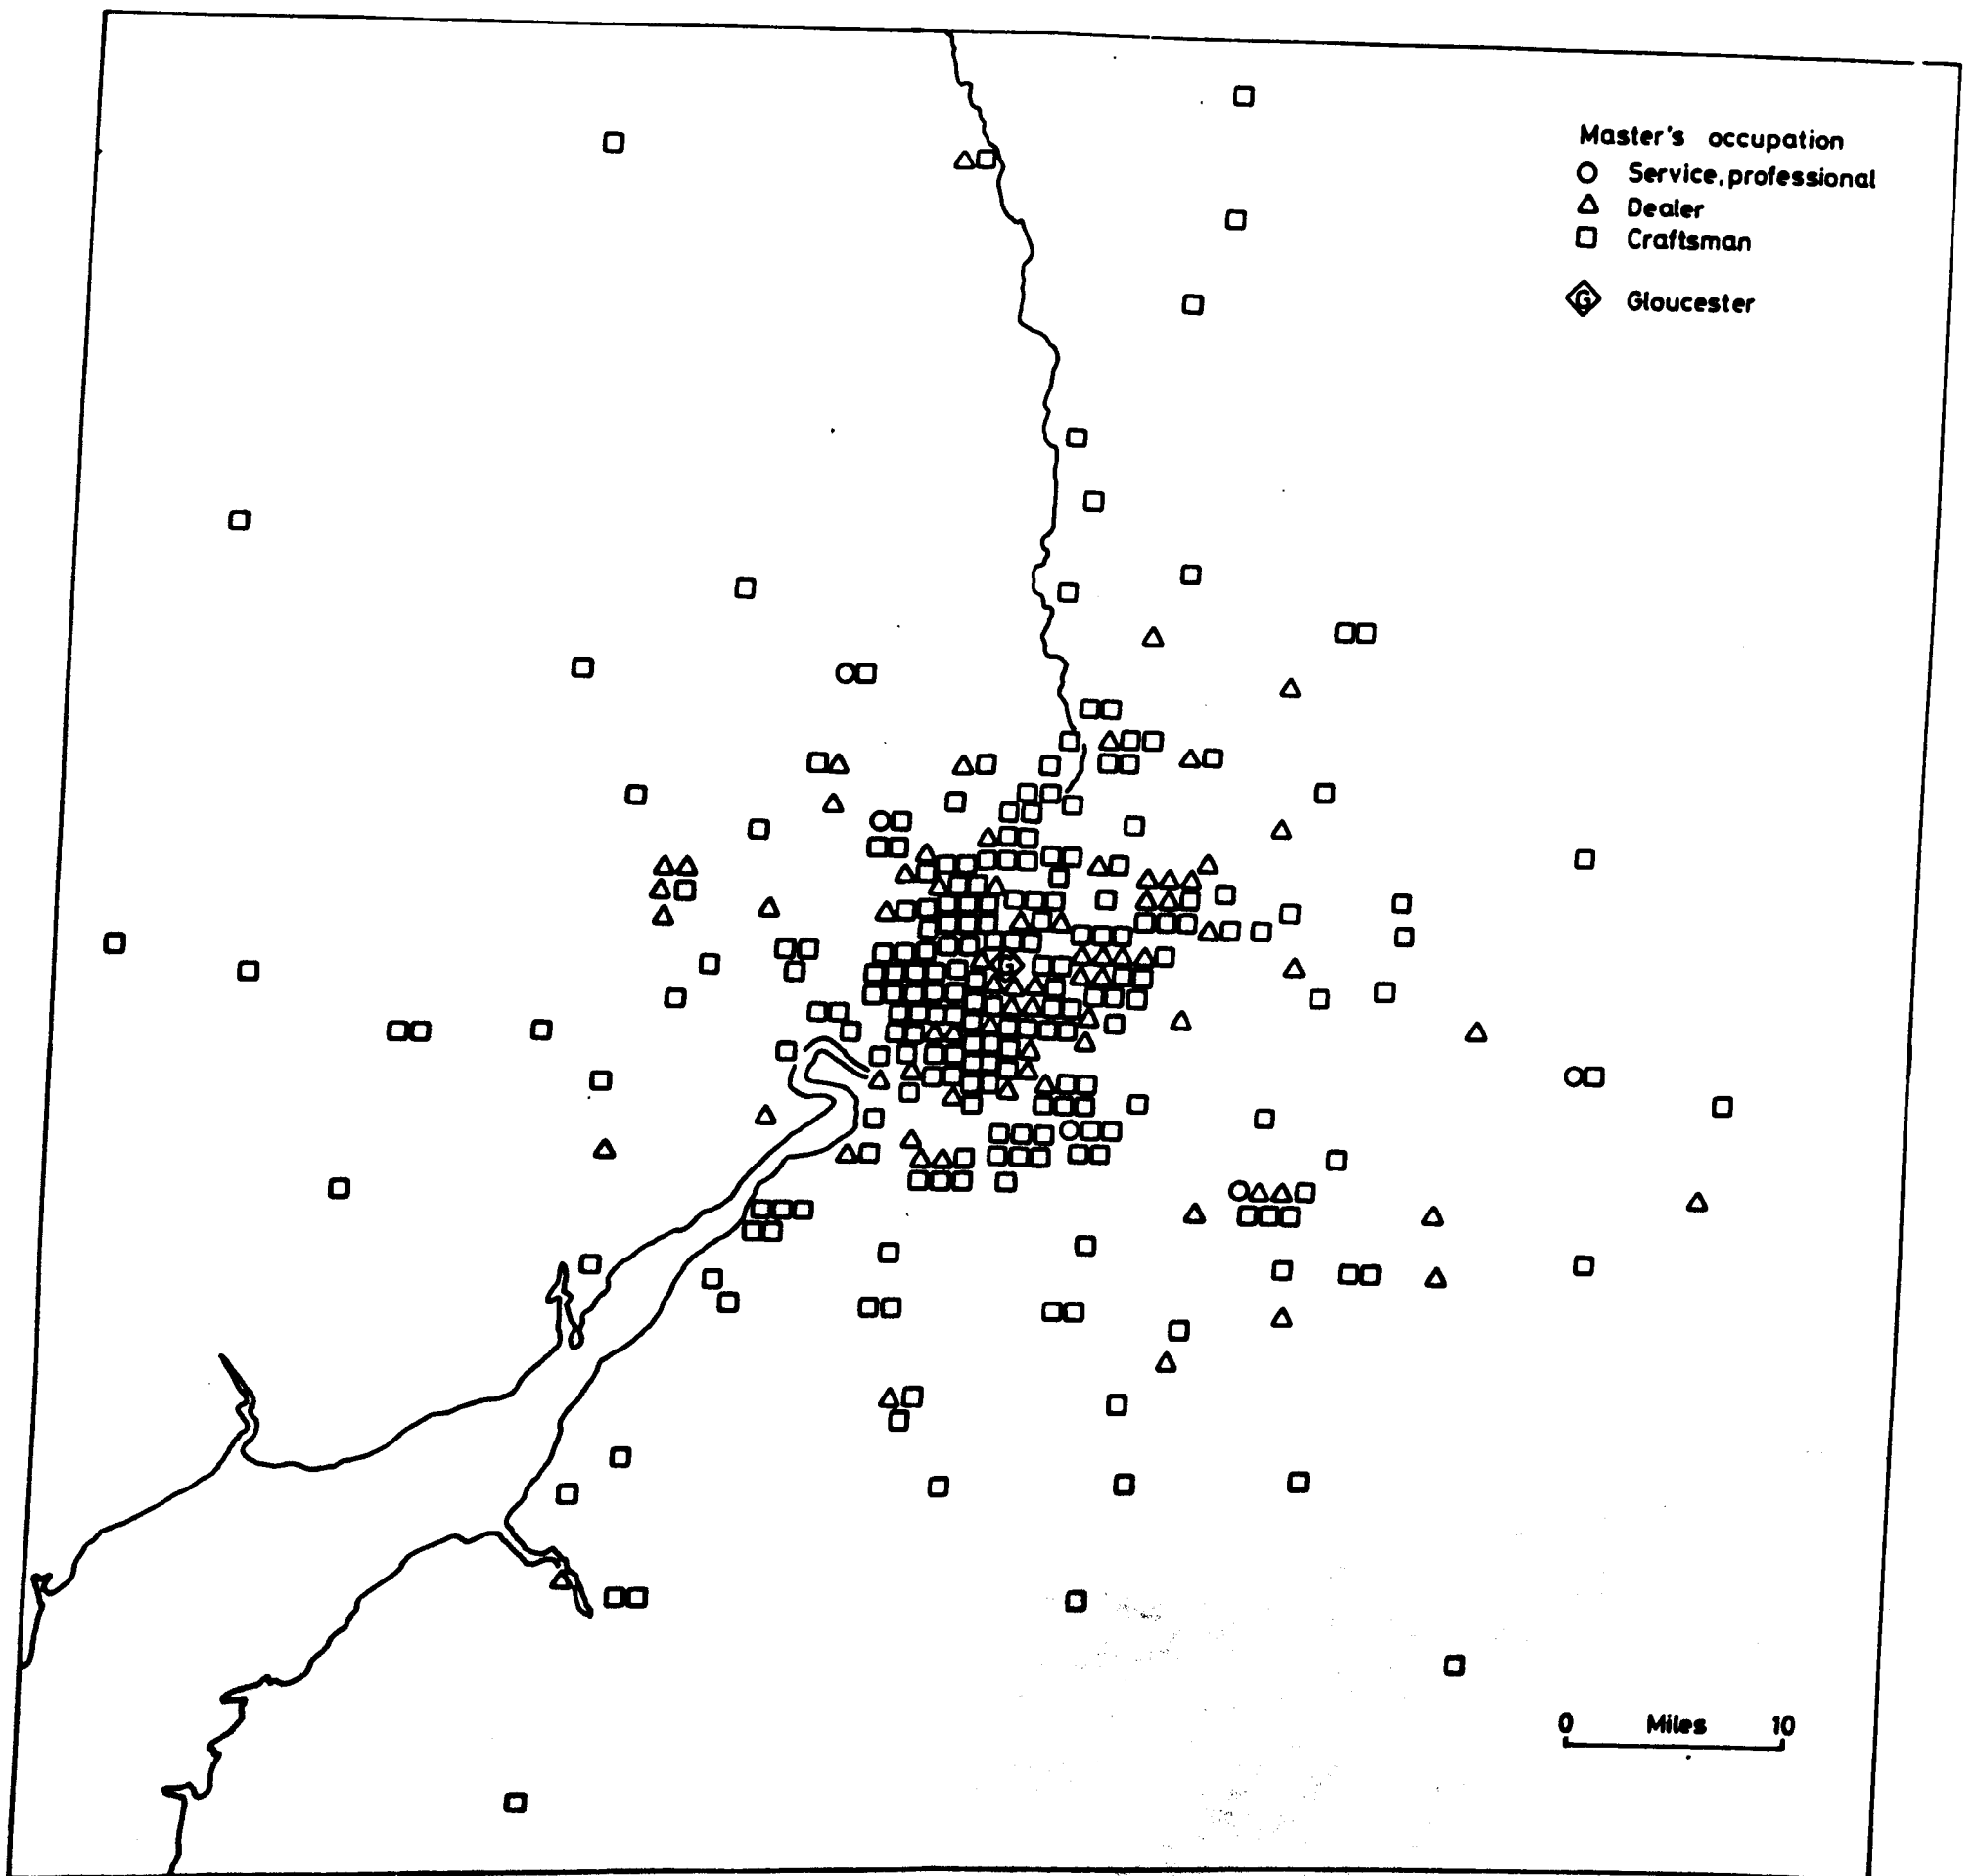 Master's occupation
Service, professional
Dealer
Craftsman
G Gloucester
G
0 Miles 10